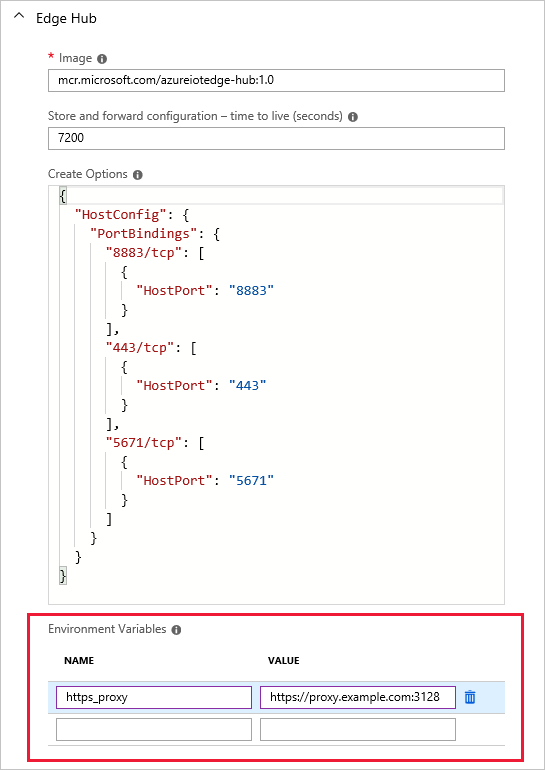 Edge Hub
* Image
mcr.microsoft.com/azureiotedge-hub:1.0
Store and forward configuration – time to live (seconds)
7200
Create Options
{
"HostConfig": {
"PortBindings": {
"8883/tcp": [
{
"HostPort": "8883"
}
],
"443/tcp": [
{
"HostPort": "443"
}
],
"5671/tcp": [
{
"HostPort": "5671"
}
]
}
}
}
Environment Variables
NAME VALUE
https_proxy https://proxy.example.com:3128